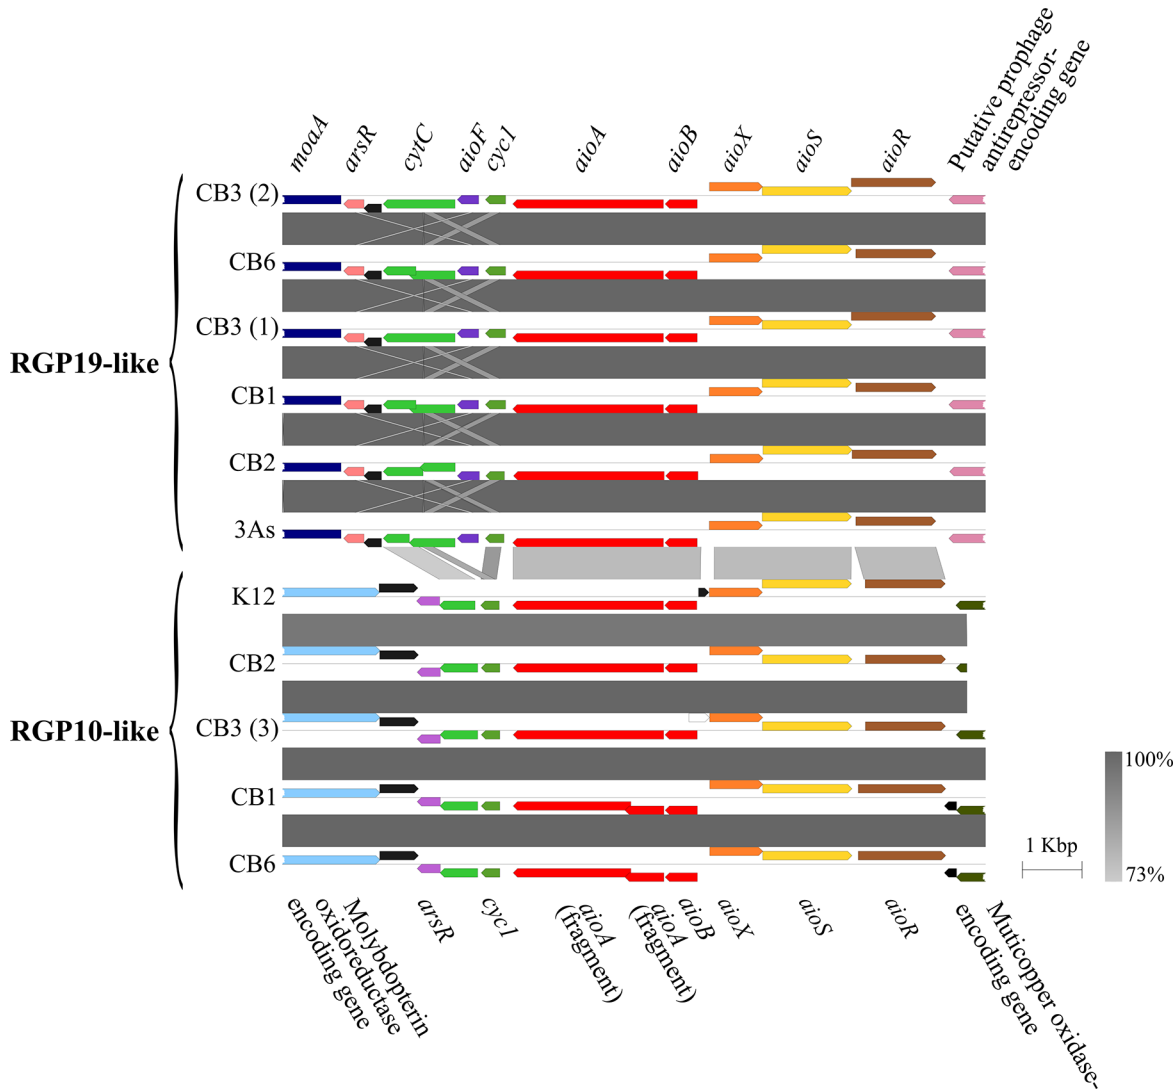 moaA
arsR
cytC
aioF
cyc1
aioA
aioB
aioX
aioS
aioR
Putative prophage
antirepressor-
encoding gene
RGP19-like
CB3 (2)
CB6
CB3 (1)
CB1
CB2
3As
RGP10-like
K12
CB2
CB3 (3)
CB1
CB6
1 Kbp
100%
73%
Molybdopterin
oxidoreductase
encoding gene
arsR
cyc1
aioA
(fragment)
aioA
(fragment)
aioB
aioX
aioS
aioR
Muticopper oxidase-
encoding gene